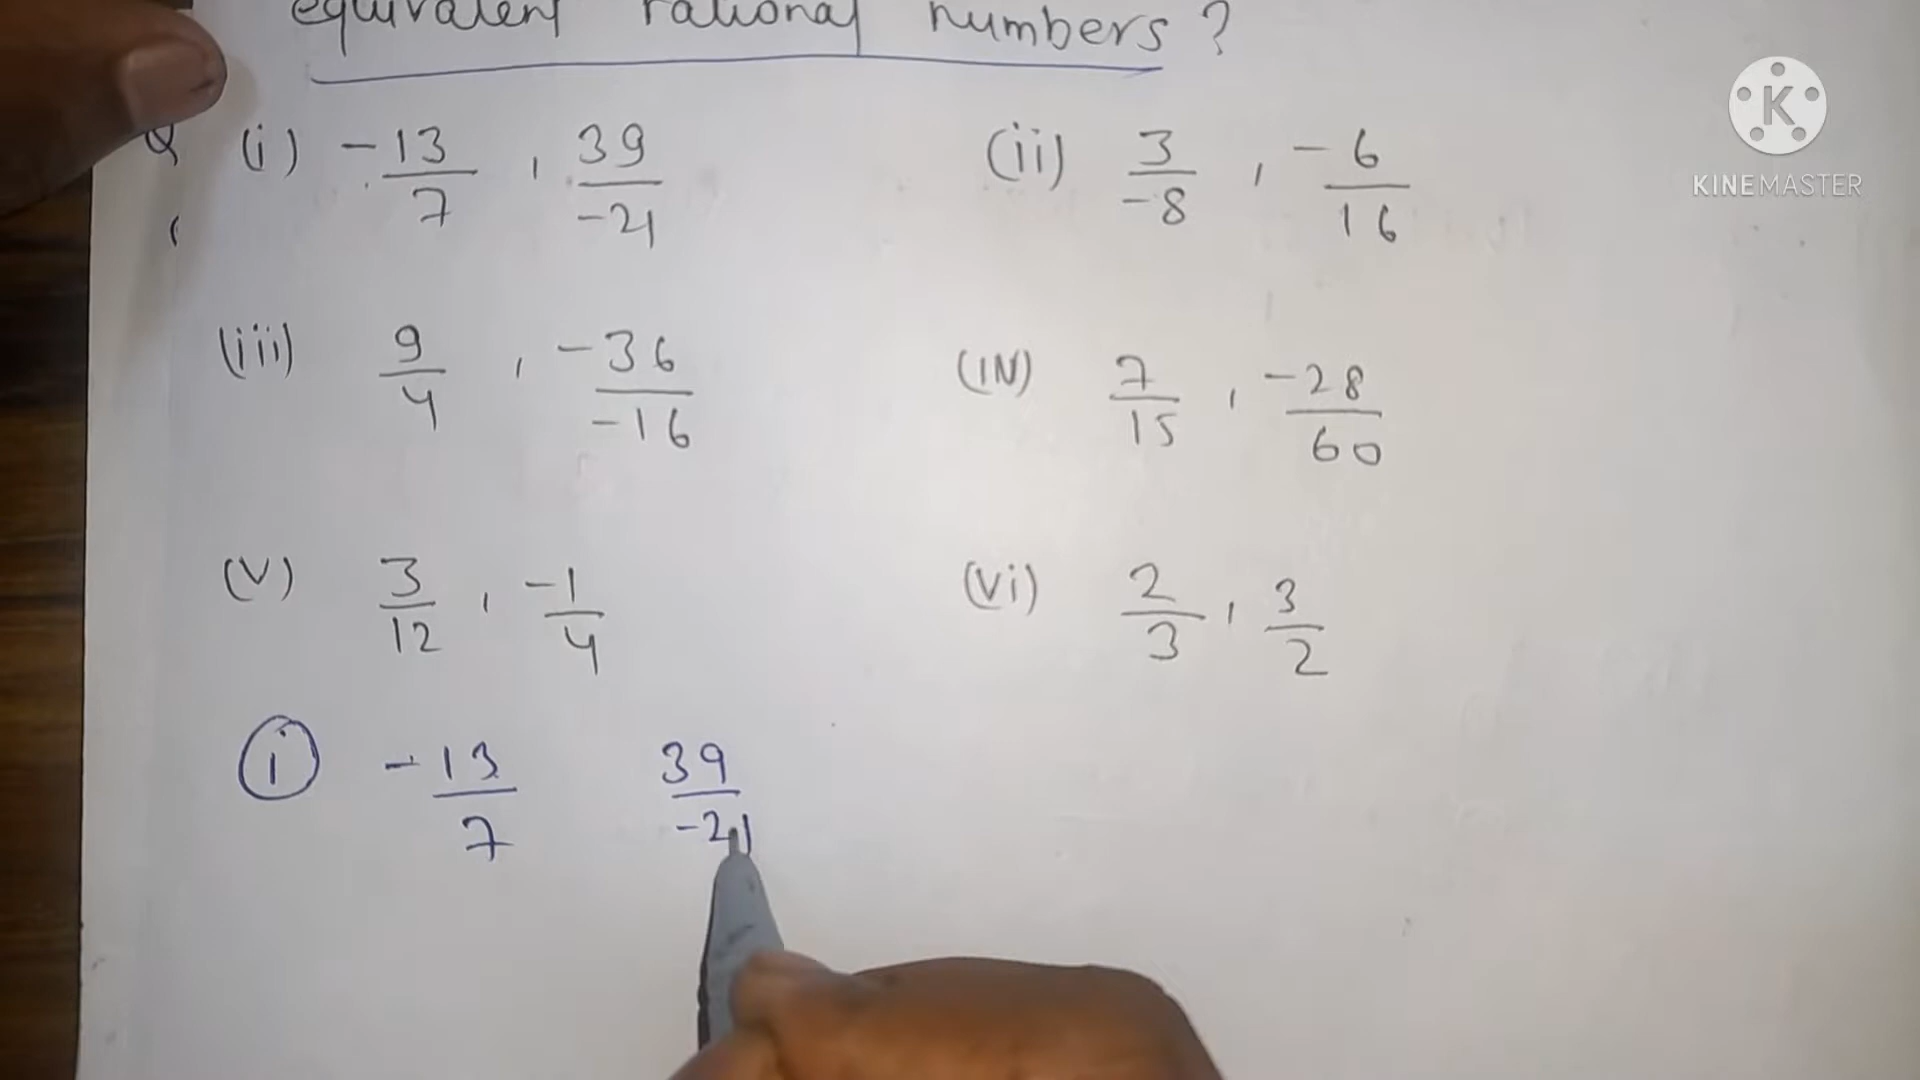 equivalent rational numbers ?
Q (i) -13/7 , 39/-21 (ii) 3/-8 , -6/16
(iii) 9/4 , -36/-16 (iv) 7/15 , -28/60
(v) 3/12 , -1/4 (vi) 2/3 , 3/2
(i) -13/7 39/-21
K
KINEMASTER